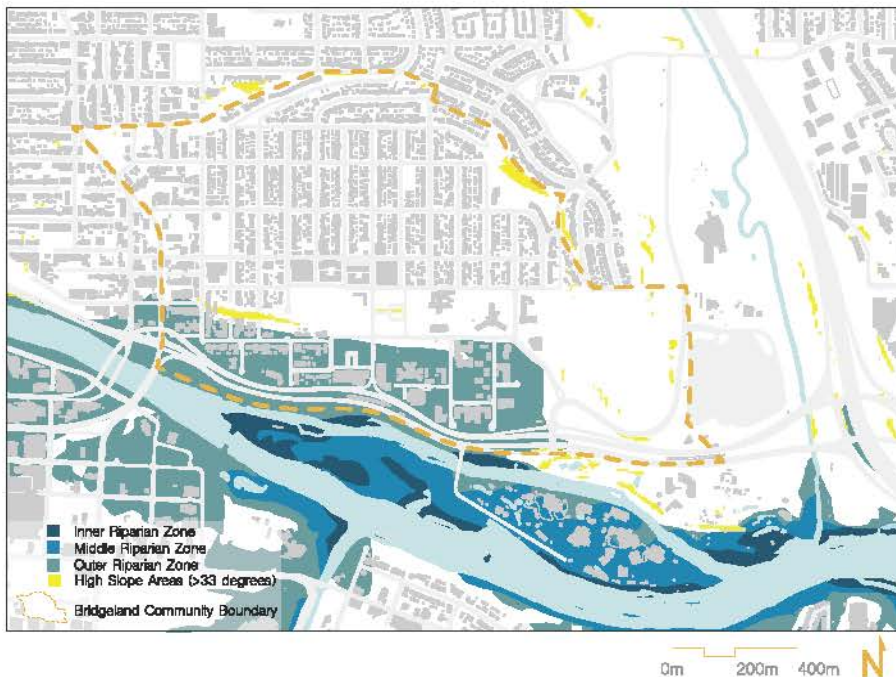 Inner Riparian Zone
Middle Riparian Zone
Outer Riparian Zone
High Slope Areas (>33 degrees)
Bridgeland Community Boundary
0m 200m 400m N